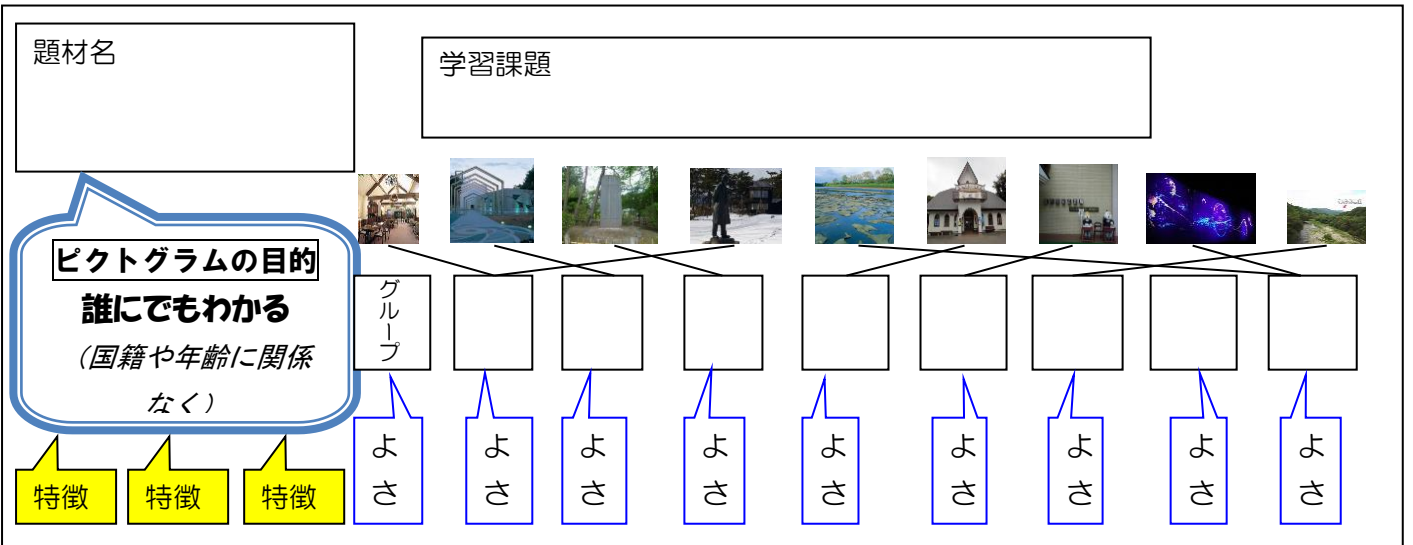 題材名
学習課題
ピクトグラムの目的
誰にでもわかる
（国籍や年齢に関係
なく）
グループ
特徴
特徴
特徴
よさ
よさ
よさ
よさ
よさ
よさ
よさ
よさ
よさ